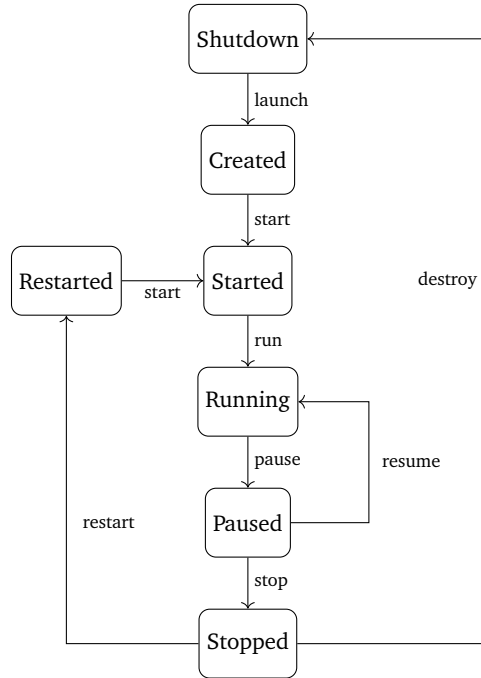 Shutdown
launch
Created
start
Restarted
start
Started
destroy
run
Running
pause
resume
Paused
restart
stop
Stopped